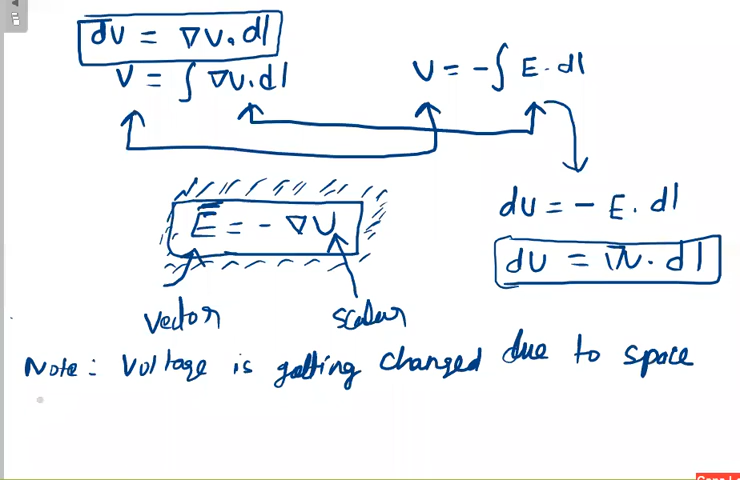 dv = ∇V. dl
V = ∫ ∇V. dl
V = -∫ E. dl
dv = - E. dl
E̅ = - ∇V
dv = ∇V. dl
vector
scalar
Note: Voltage is getting changed due to space